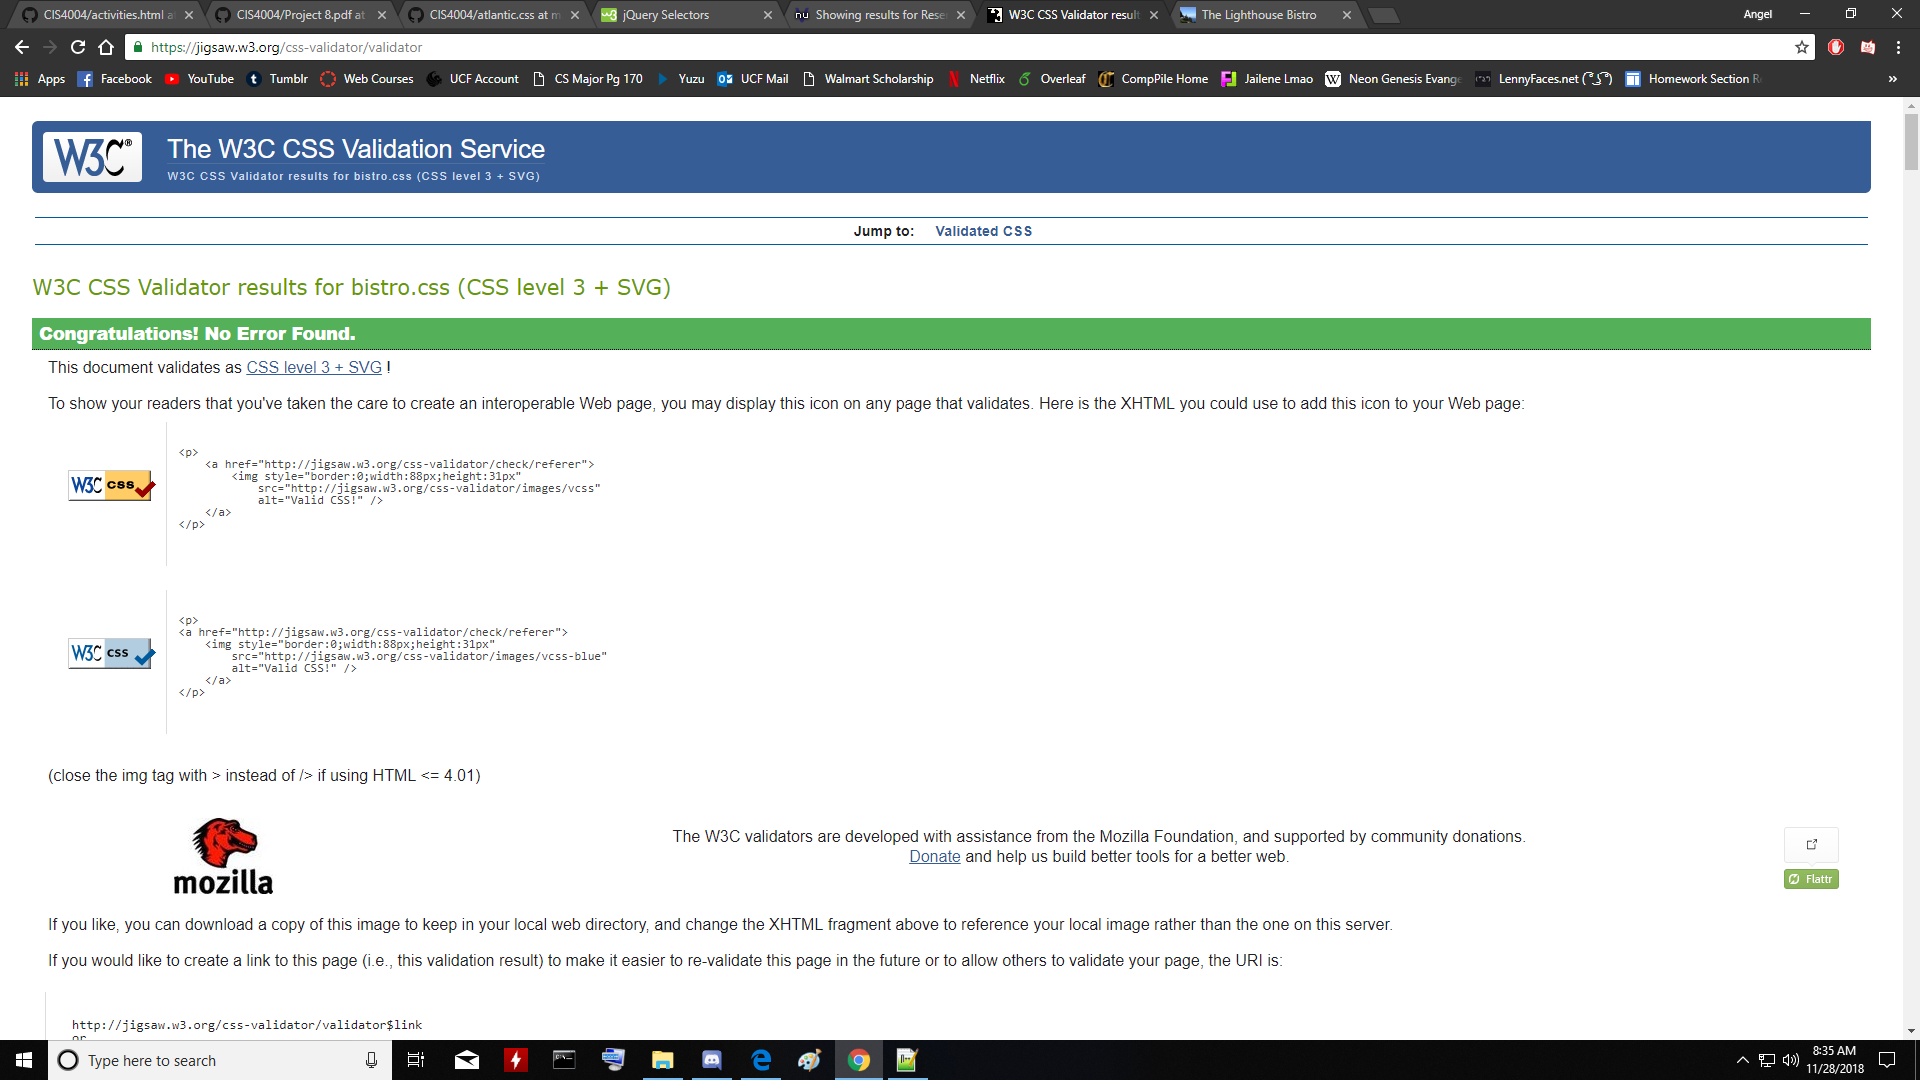 CIS4004/activities.html a
CIS4004/Project 8.pdf at
CIS4004/atlantic.css at m
jQuery Selectors
Showing results for Rese
W3C CSS Validator result
The Lighthouse Bistro
Angel
https://jigsaw.w3.org/css-validator/validator
Apps
Facebook
YouTube
Tumblr
Web Courses
UCF Account
CS Major Pg 170
Yuzu
UCF Mail
Walmart Scholarship
Netflix
Overleaf
CompPile Home
Jailene Lmao
Neon Genesis Evange
LennyFaces.net ( ͡° ͜ʖ ͡°)
Homework Section R
»
W3C®
The W3C CSS Validation Service
W3C CSS Validator results for bistro.css (CSS level 3 + SVG)
Jump to: Validated CSS
W3C CSS Validator results for bistro.css (CSS level 3 + SVG)
Congratulations! No Error Found.
This document validates as CSS level 3 + SVG !
To show your readers that you've taken the care to create an interoperable Web page, you may display this icon on any page that validates. Here is the XHTML you could use to add this icon to your Web page:
W3C css
<p>
<a href="http://jigsaw.w3.org/css-validator/check/referer">
<img style="border:0;width:88px;height:31px"
src="http://jigsaw.w3.org/css-validator/images/vcss"
alt="Valid CSS!" />
</a>
</p>
W3C css
<p>
<a href="http://jigsaw.w3.org/css-validator/check/referer">
<img style="border:0;width:88px;height:31px"
src="http://jigsaw.w3.org/css-validator/images/vcss-blue"
alt="Valid CSS!" />
</a>
</p>
(close the img tag with > instead of /> if using HTML <= 4.01)
mozilla
The W3C validators are developed with assistance from the Mozilla Foundation, and supported by community donations.
Donate and help us build better tools for a better web.
Flattr
If you like, you can download a copy of this image to keep in your local web directory, and change the XHTML fragment above to reference your local image rather than the one on this server.
If you would like to create a link to this page (i.e., this validation result) to make it easier to re-validate this page in the future or to allow others to validate your page, the URI is:
http://jigsaw.w3.org/css-validator/validator$link
or
Type here to search
8:35 AM
11/28/2018